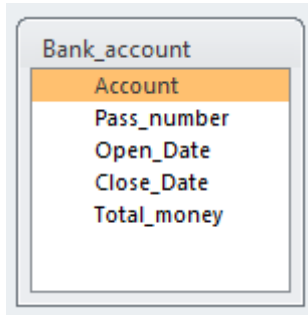 Bank_account
Account
Pass_number
Open_Date
Close_Date
Total_money